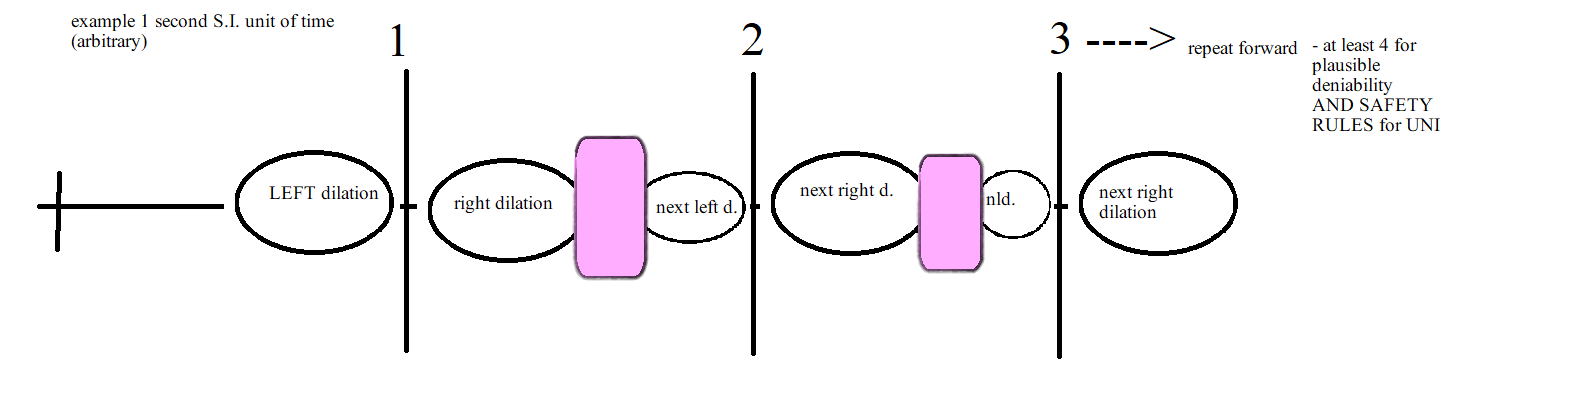 example 1 second S.I. unit of time
(arbitrary)
1
2
3 ---->
repeat forward
- at least 4 for
plausible
deniability
AND SAFETY
RULES for UNI
LEFT dilation
right dilation
next left d.
next right d.
nld.
next right
dilation